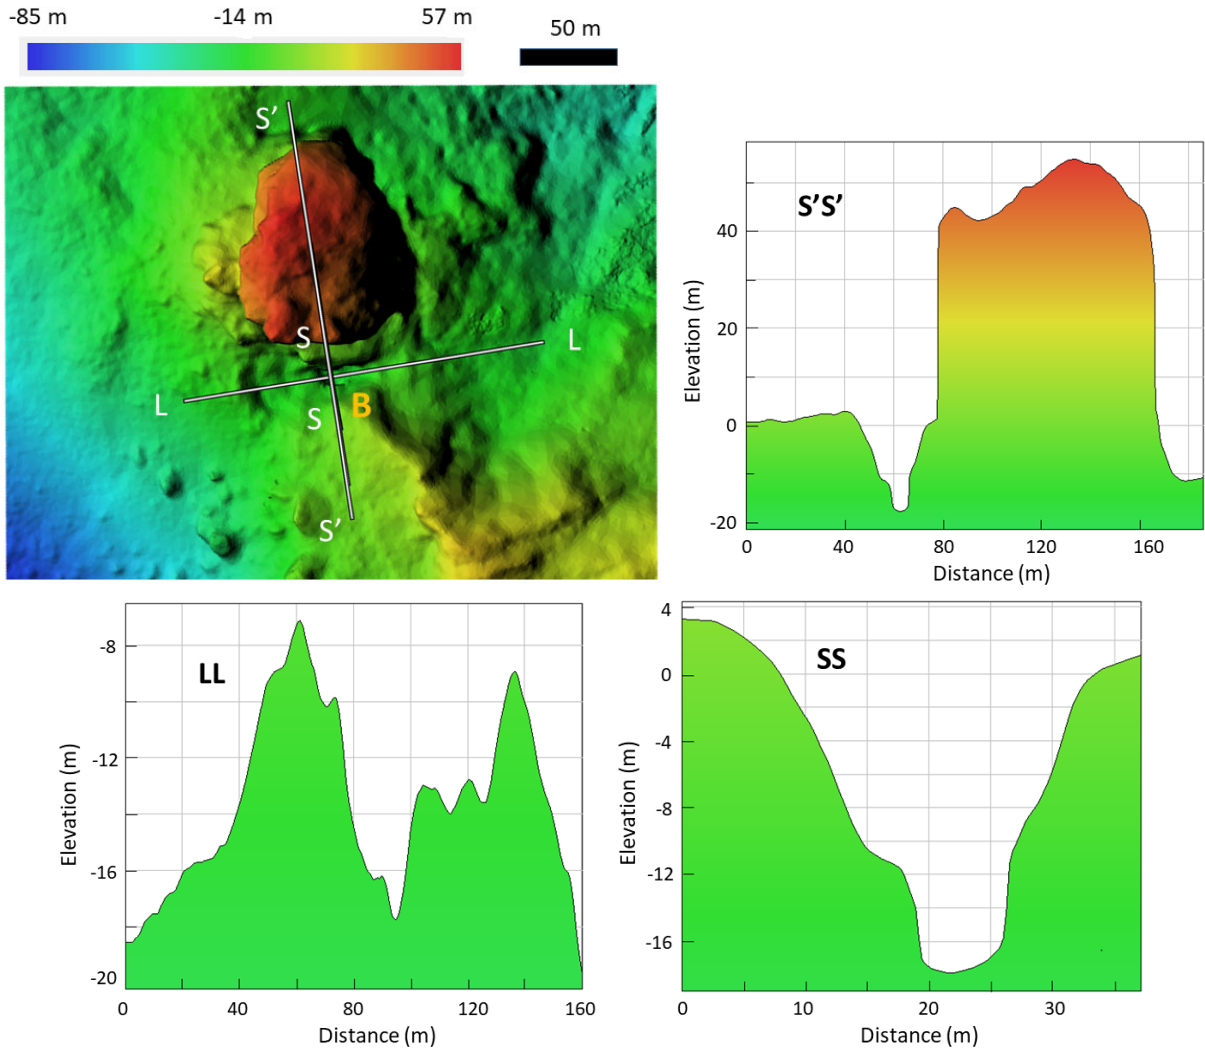 -85 m -14 m 57 m 50 m
S’
S
L
L
S
B
S’
S’S’
Elevation (m)
40
20
0
-20
0 40 80 120 160
Distance (m)
LL
Elevation (m)
-8
-12
-16
-20
0 40 80 120 160
Distance (m)
SS
Elevation (m)
4
0
-4
-8
-12
-16
0 10 20 30
Distance (m)